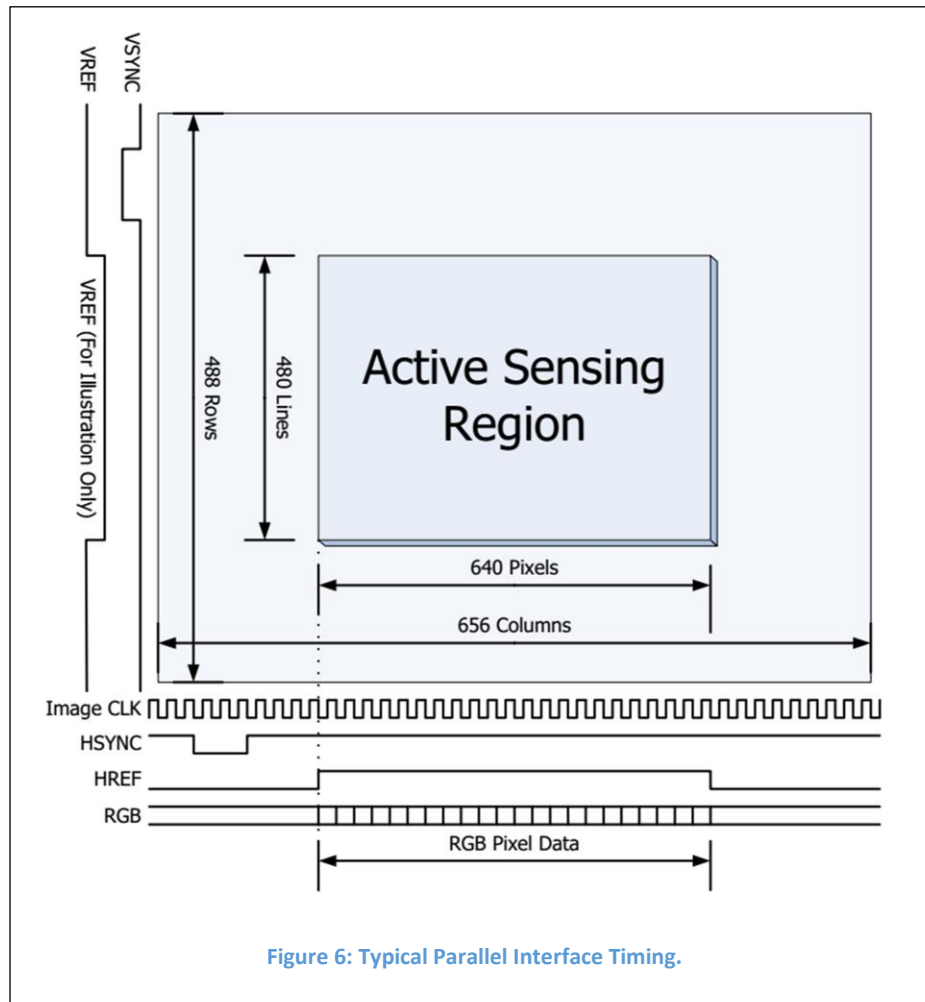 VREF
VSYNC
VREF (For Illustration Only)
488 Rows
480 Lines
Active Sensing
Region
640 Pixels
656 Columns
Image CLK
HSYNC
HREF
RGB
RGB Pixel Data
Figure 6: Typical Parallel Interface Timing.